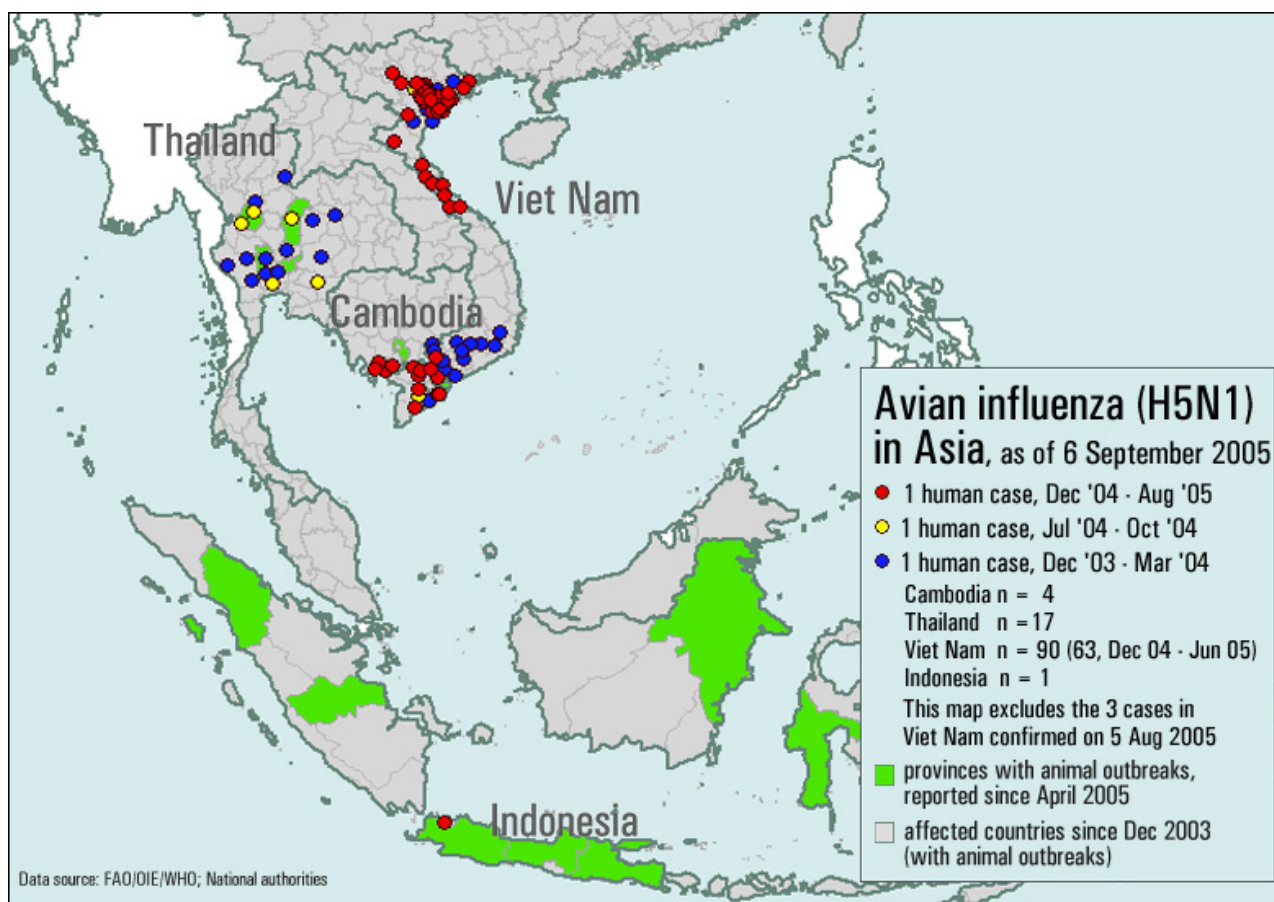 Thailand
Viet Nam
Cambodia
Indonesia
Avian influenza (H5N1)
in Asia, as of 6 September 2005
1 human case, Dec '04 - Aug '05
1 human case, Jul '04 - Oct '04
1 human case, Dec '03 - Mar '04
Cambodia n = 4
Thailand n = 17
Viet Nam n = 90 (63, Dec 04 - Jun 05)
Indonesia n = 1
This map excludes the 3 cases in
Viet Nam confirmed on 5 Aug 2005
provinces with animal outbreaks,
reported since April 2005
affected countries since Dec 2003
(with animal outbreaks)
Data source: FAO/OIE/WHO; National authorities